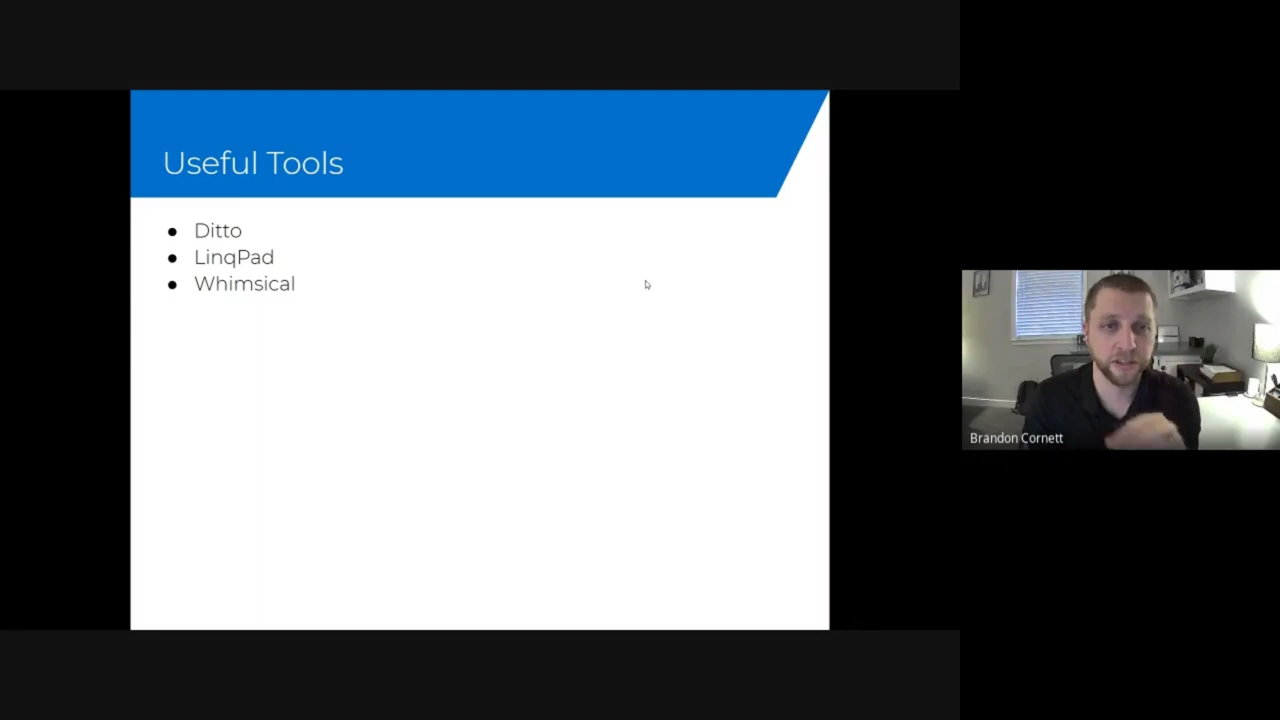 Useful Tools
● Ditto
● LinqPad
● Whimsical
Brandon Cornett